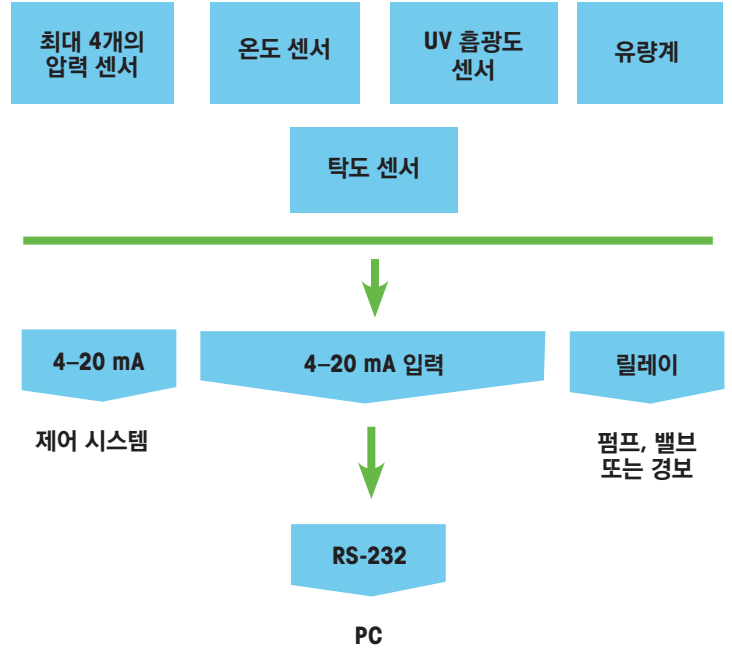 최대 4개의
압력 센서
온도 센서
UV 흡광도
센서
유량계
탁도 센서
4–20 mA
4–20 mA 입력
릴레이
제어 시스템
펌프, 밸브
또는 경보
RS-232
PC